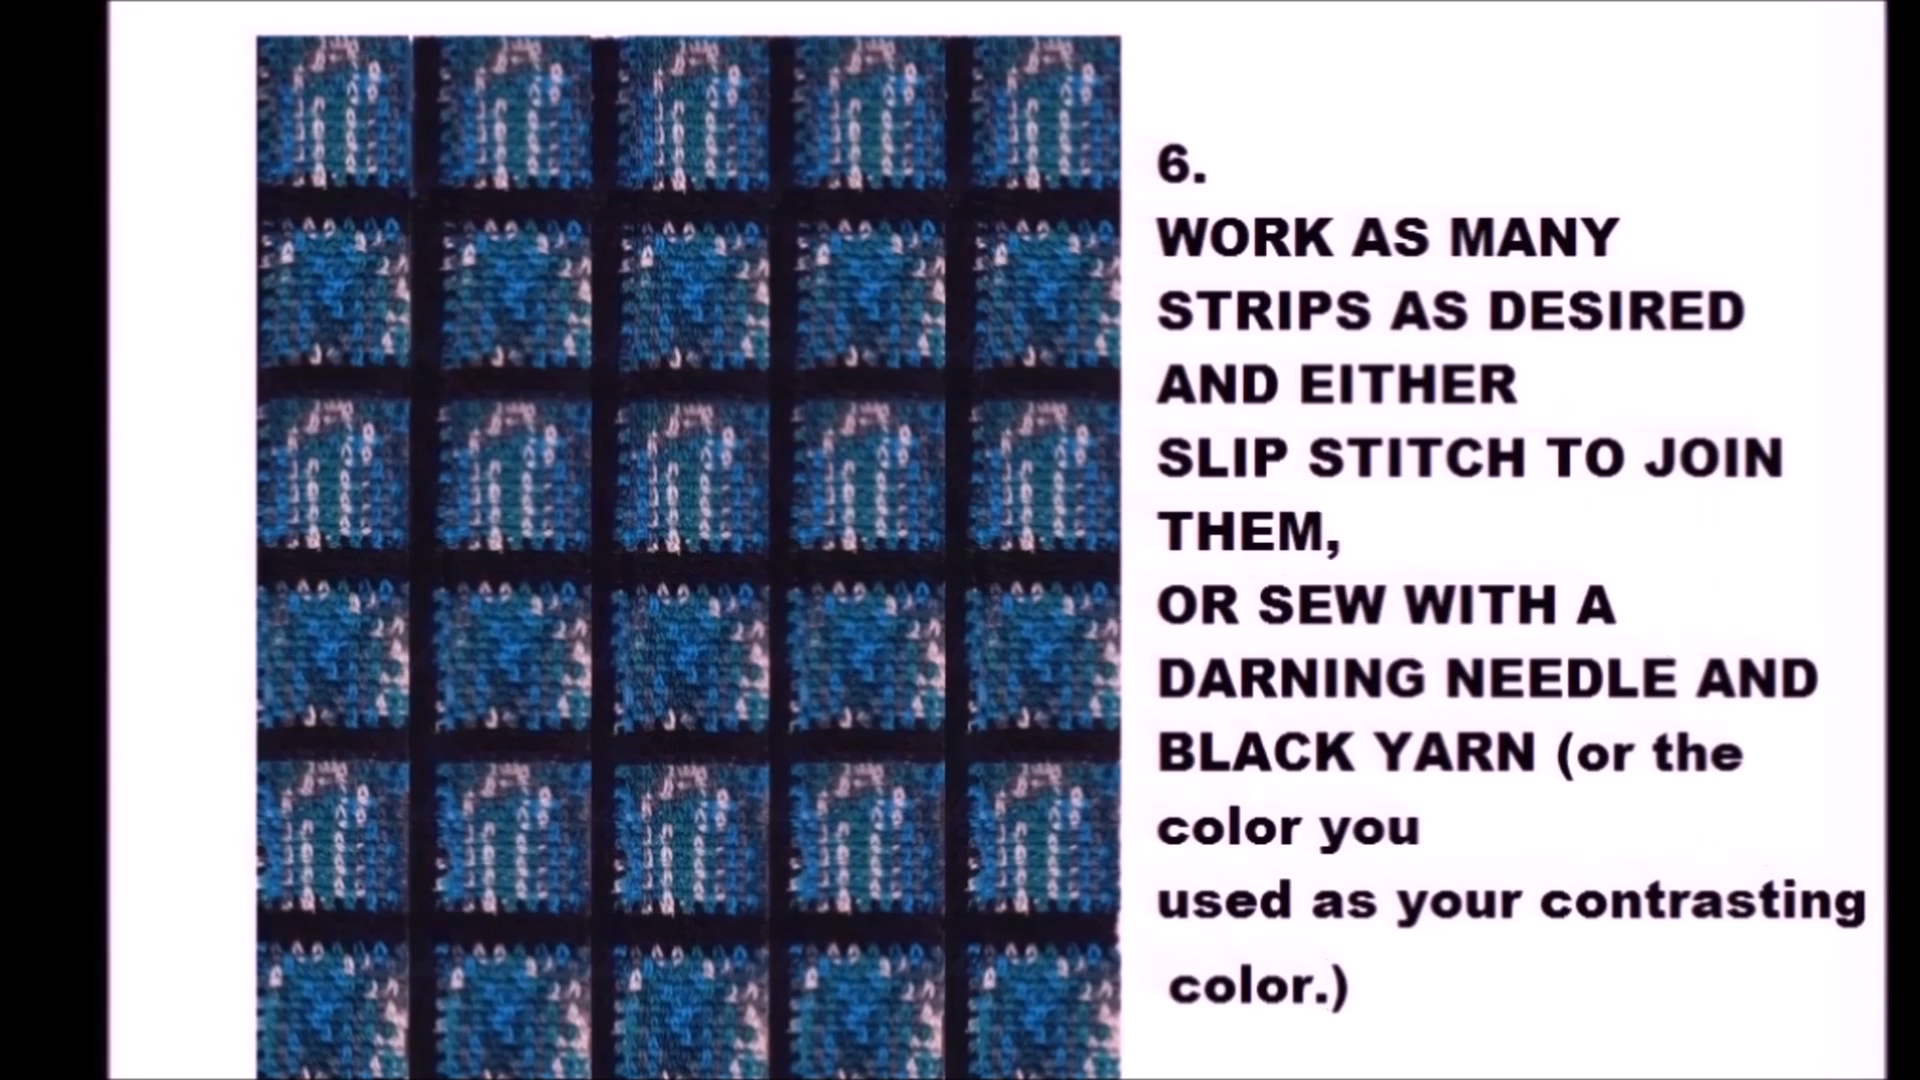 6.
WORK AS MANY
STRIPS AS DESIRED
AND EITHER
SLIP STITCH TO JOIN
THEM,
OR SEW WITH A
DARNING NEEDLE AND
BLACK YARN (or the
color you
used as your contrasting
color.)